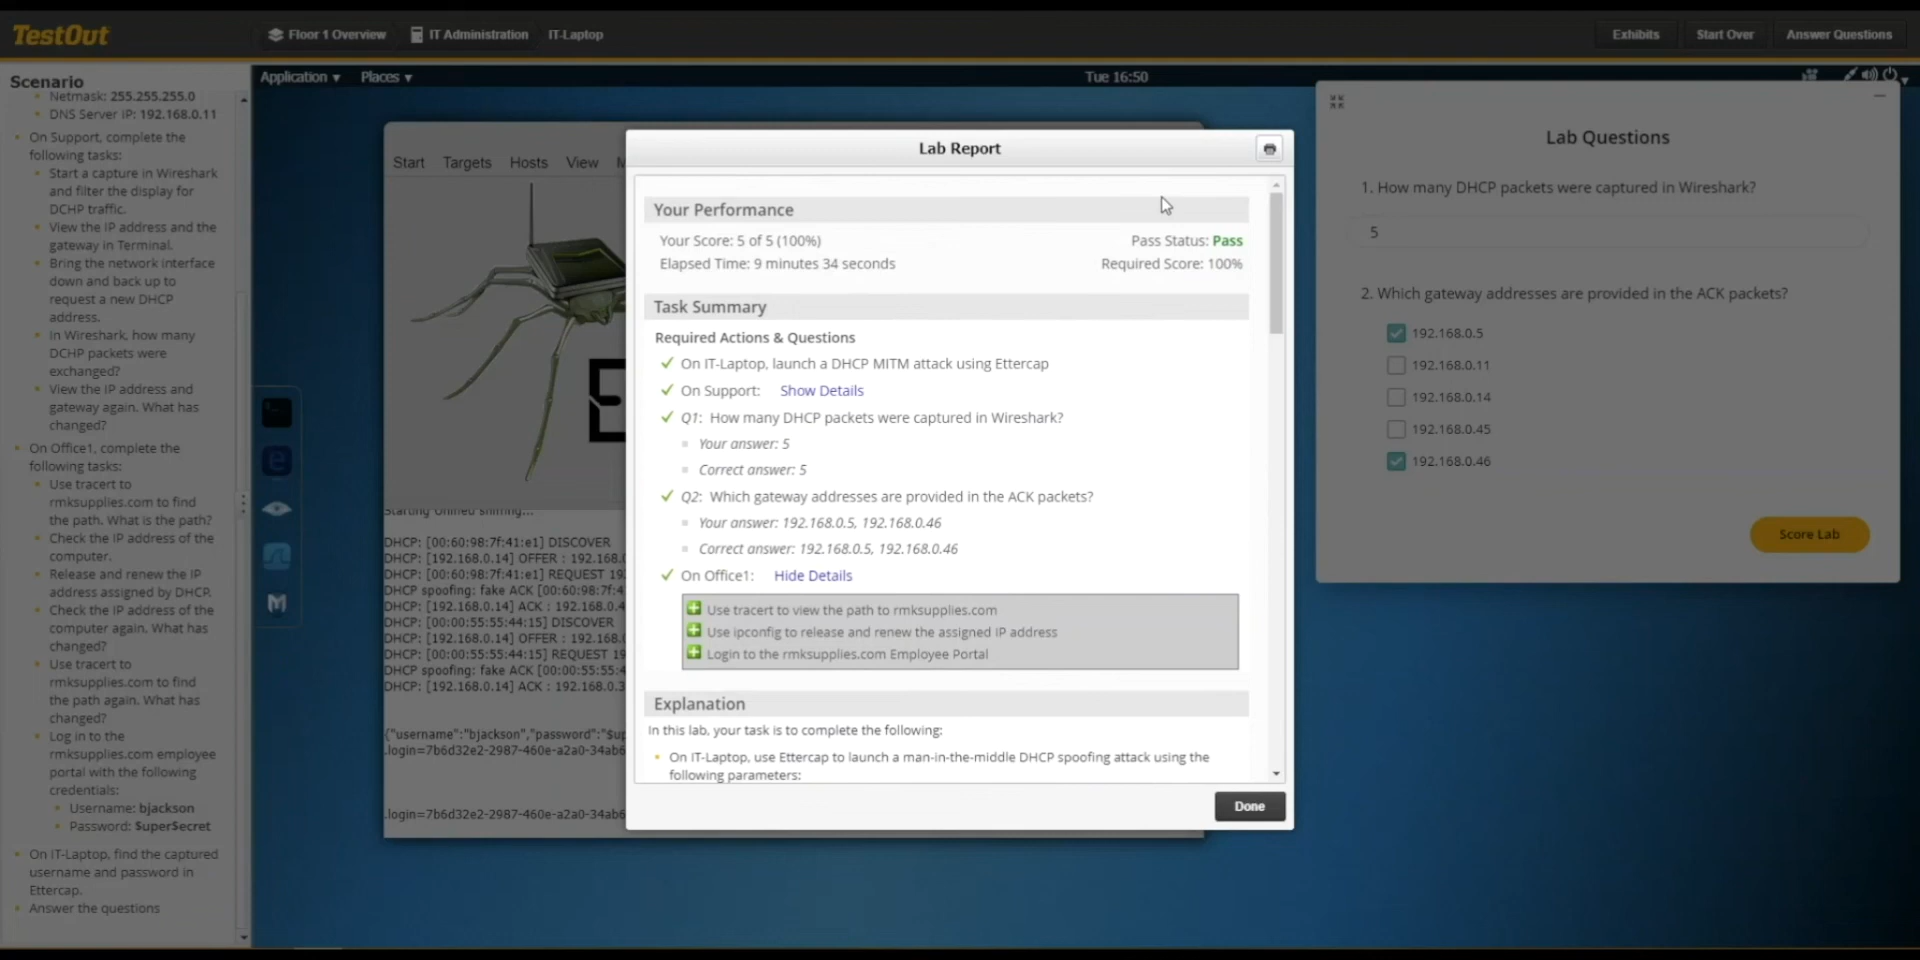 TestOut
Floor 1 Overview
IT Administration
IT-Laptop
Exhibits
Start Over
Answer Questions
Scenario
Netmask: 255.255.255.0
DNS Server IP: 192.168.0.11
On Support, complete the
following tasks:
Start a capture in Wireshark
and filter the display for
DCHP traffic.
View the IP address and the
gateway in Terminal.
Bring the network interface
down and back up to
request a new DHCP
address.
In Wireshark, how many
DCHP packets were
exchanged?
View the IP address and
gateway again. What has
changed?
On Office1, complete the
following tasks:
Use tracert to
rmksupplies.com to find
the path. What is the path?
Check the IP address of the
computer.
Release and renew the IP
address assigned by DHCP.
Check the IP address of the
computer again. What has
changed?
Use tracert to
rmksupplies.com to find
the path again. What has
changed?
Log in to the
rmksupplies.com employee
portal with the following
credentials:
Username: bjackson
Password: $uper$ecret
On IT-Laptop, find the captured
username and password in
Ettercap.
Answer the questions
Application
Places
Tue 16:50
Start Targets Hosts View M
Starting Unified sniffing...
DHCP: [00:60:98:7f:41:e1] DISCOVER
DHCP: [192.168.0.14] OFFER : 192.168.0
DHCP: [00:60:98:7f:41:e1] REQUEST 19
DHCP spoofing: fake ACK [00:60:98:7f:4
DHCP: [192.168.0.14] ACK : 192.168.0.4
DHCP: [00:00:55:55:44:15] DISCOVER
DHCP: [192.168.0.14] OFFER : 192.168.0
DHCP: [00:00:55:55:44:15] REQUEST 19
DHCP spoofing: fake ACK [00:00:55:55:4
DHCP: [192.168.0.14] ACK : 192.168.0.3
{"username":"bjackson","password":"$up
.login=7b6d32e2-2987-460e-a2a0-34ab6
.login=7b6d32e2-2987-460e-a2a0-34ab6
Lab Report
Your Performance
Your Score: 5 of 5 (100%)
Pass Status: Pass
Elapsed Time: 9 minutes 34 seconds
Required Score: 100%
Task Summary
Required Actions & Questions
On IT-Laptop, launch a DHCP MITM attack using Ettercap
On Support: Show Details
Q1: How many DHCP packets were captured in Wireshark?
Your answer: 5
Correct answer: 5
Q2: Which gateway addresses are provided in the ACK packets?
Your answer: 192.168.0.5, 192.168.0.46
Correct answer: 192.168.0.5, 192.168.0.46
On Office1: Hide Details
Use tracert to view the path to rmksupplies.com
Use ipconfig to release and renew the assigned IP address
Login to the rmksupplies.com Employee Portal
Explanation
In this lab, your task is to complete the following:
On IT-Laptop, use Ettercap to launch a man-in-the-middle DHCP spoofing attack using the
following parameters:
Done
Lab Questions
1. How many DHCP packets were captured in Wireshark?
5
2. Which gateway addresses are provided in the ACK packets?
192.168.0.5
192.168.0.11
192.168.0.14
192.168.0.45
192.168.0.46
Score Lab